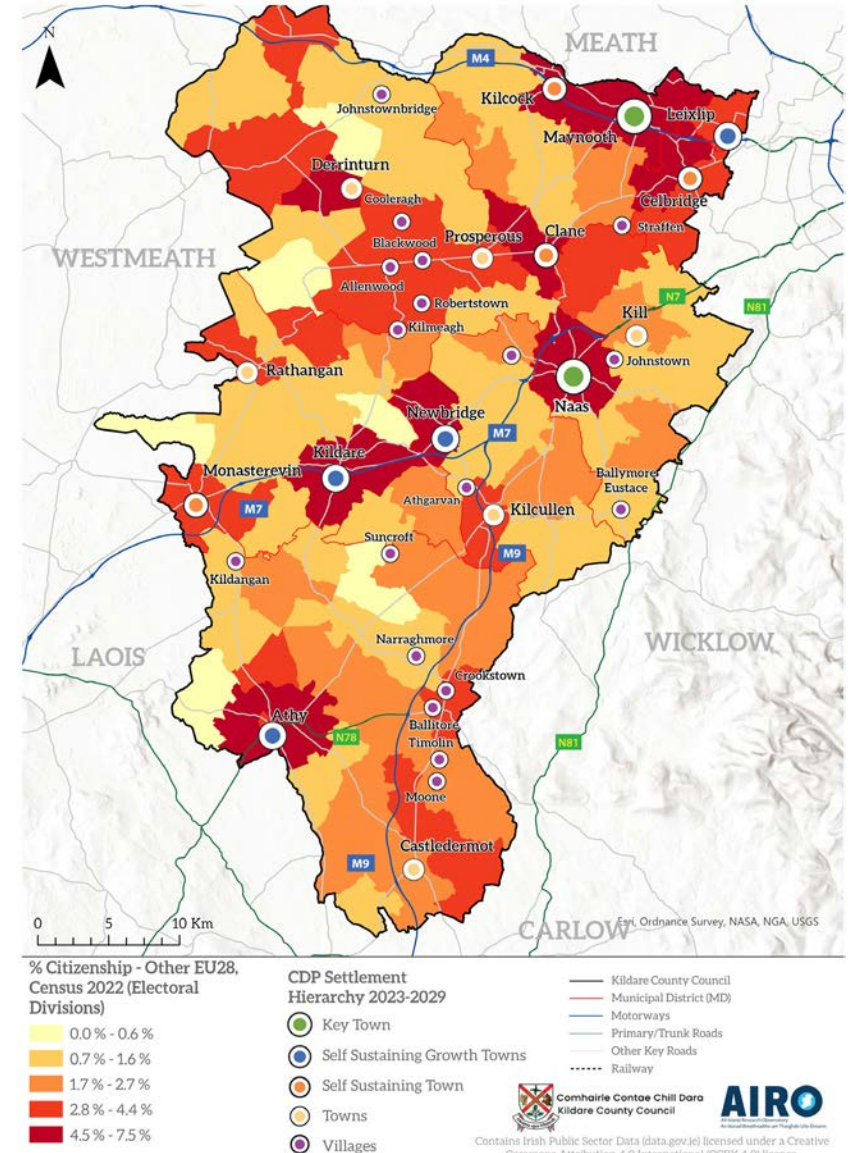 N
MEATH
M4
Kilcock
Leixlip
Johnstownbridge
Maynooth
Derrinturn
Celbridge
Cooleragh
Straffen
Blackwood
Prosperous
Clane
WESTMEATH
Allenwood
N7
Robertstown
Kill
N81
Kilmeagh
Johnstown
Rathangan
Naas
Newbridge
M7
Kildare
Monasterevin
Ballymore
Eustace
Athgarvan
M7
Kilcullen
Suncroft
M9
Kildangan
Narraghmore
WICKLOW
LAOIS
Crookstown
Athy
Ballitore
N78
Timolin
N81
Moone
Castledermot
M9
0 5 10 Km
CARLOW
Esri, Ordnance Survey, NASA, NGA, USGS
% Citizenship - Other EU28,
Census 2022 (Electoral
Divisions)
0.0 % - 0.6 %
0.7 % - 1.6 %
1.7 % - 2.7 %
2.8 % - 4.4 %
4.5 % - 7.5 %
CDP Settlement
Hierarchy 2023-2029
Key Town
Self Sustaining Growth Towns
Self Sustaining Town
Towns
Villages
Kildare County Council
Municipal District (MD)
Motorways
Primary/Trunk Roads
Other Key Roads
Railway
Comhairle Contae Chill Dara
Kildare County Council
AIRO
Contains Irish Public Sector Data (data.gov.ie) licensed under a Creative